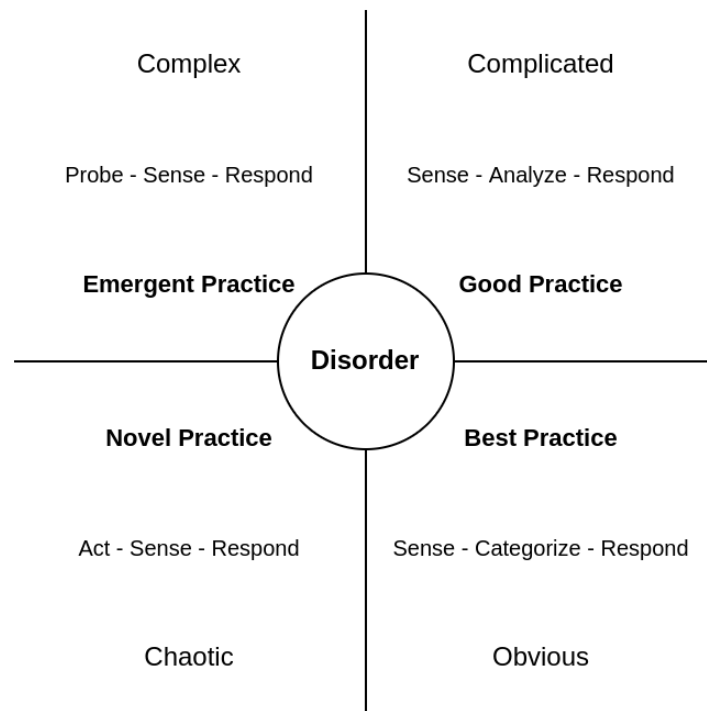 Complex
Complicated
Probe - Sense - Respond
Sense - Analyze - Respond
Emergent Practice
Good Practice
Disorder
Novel Practice
Best Practice
Act - Sense - Respond
Sense - Categorize - Respond
Chaotic
Obvious